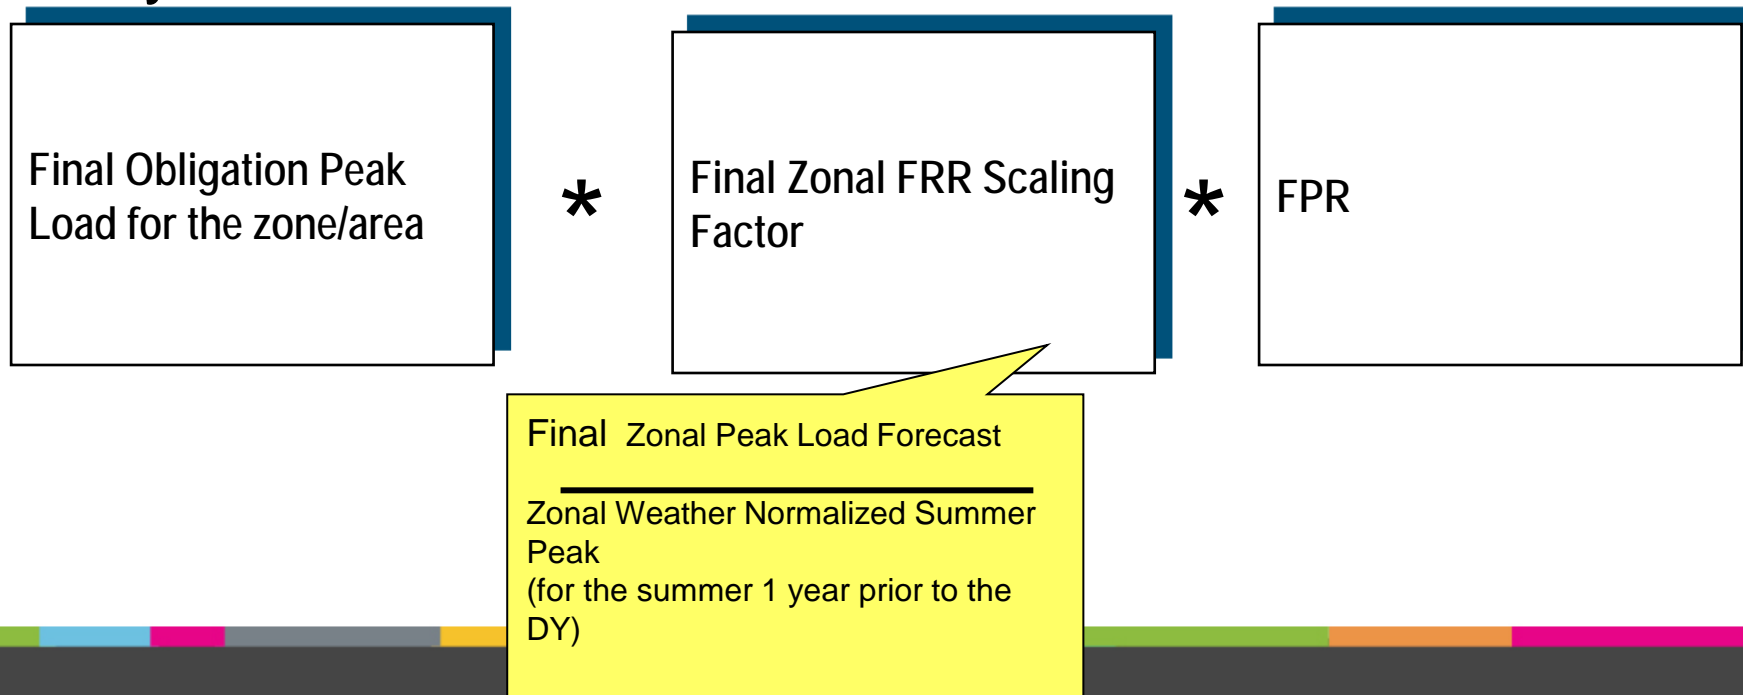 Final Obligation Peak
Load for the zone/area
*
Final Zonal FRR Scaling
Factor
*
FPR
Final Zonal Peak Load Forecast
Zonal Weather Normalized Summer
Peak
(for the summer 1 year prior to the
DY)